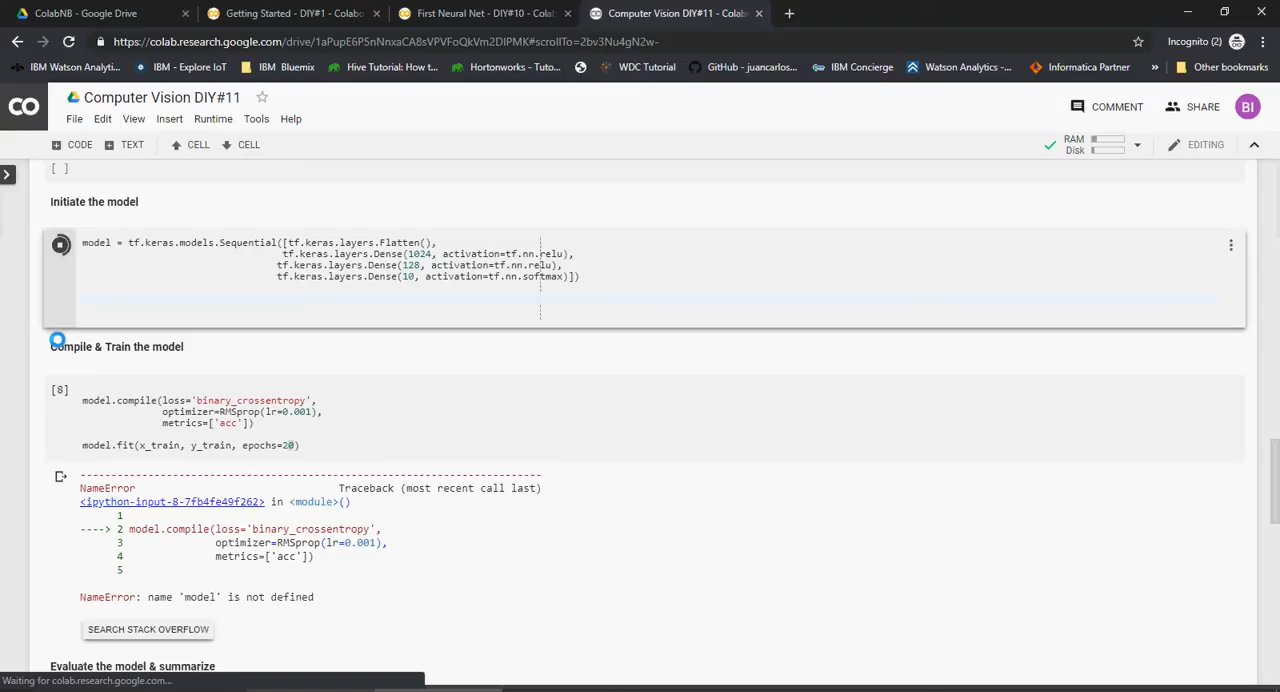 ColabNB - Google Drive
Getting Started - DIY#1 - Colabo
First Neural Net - DIY#10 - Colab
Computer Vision DIY#11 - Colab
https://colab.research.google.com/drive/1aPupE6P5nNnxaCA8sVPVFoQkVm2DIPMK#scrollTo=2bv3Nu4gN2w-
Incognito (2)
IBM Watson Analyti...
IBM - Explore IoT
IBM Bluemix
Hive Tutorial: How t...
Hortonworks - Tuto...
WDC Tutorial
GitHub - juancarlos...
IBM Concierge
Watson Analytics -...
Informatica Partner
»
Other bookmarks
CO
Computer Vision DIY#11
COMMENT
SHARE
BI
File Edit View Insert Runtime Tools Help
CODE TEXT CELL CELL
RAM
Disk
EDITING
[ ]
Initiate the model
model = tf.keras.models.Sequential([tf.keras.layers.Flatten(),
tf.keras.layers.Dense(1024, activation=tf.nn.relu),
tf.keras.layers.Dense(128, activation=tf.nn.relu),
tf.keras.layers.Dense(10, activation=tf.nn.softmax)])
Compile & Train the model
[8]
model.compile(loss='binary_crossentropy',
optimizer=RMSprop(lr=0.001),
metrics=['acc'])
model.fit(x_train, y_train, epochs=20)
---------------------------------------------------------------------------
NameError Traceback (most recent call last)
<ipython-input-8-7fb4fe49f262> in <module>()
1
----> 2 model.compile(loss='binary_crossentropy',
3 optimizer=RMSprop(lr=0.001),
4 metrics=['acc'])
5
NameError: name 'model' is not defined
SEARCH STACK OVERFLOW
Evaluate the model & summarize
Waiting for colab.research.google.com...